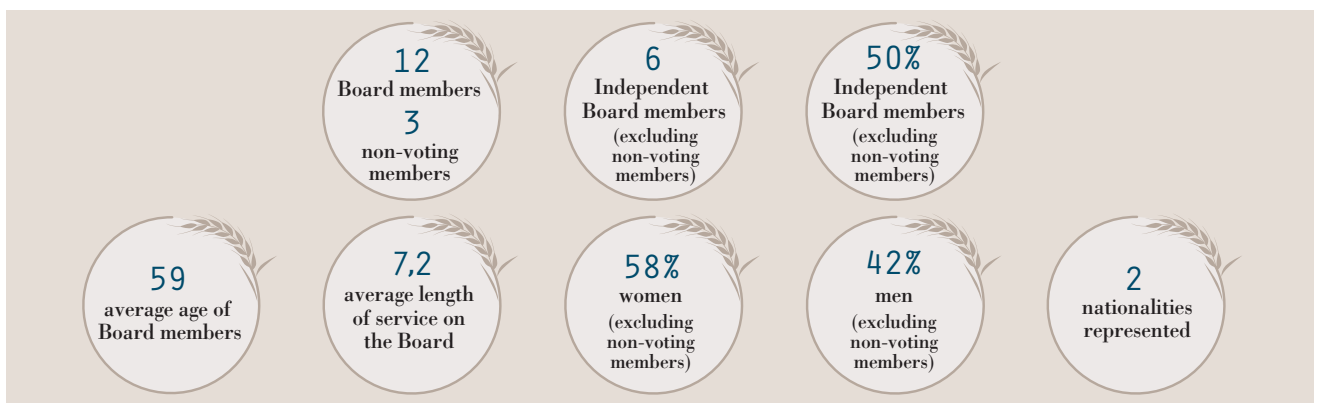 12
Board members
3
non-voting
members
6
Independent
Board members
(excluding
non-voting
members)
50%
Independent
Board members
(excluding
non-voting
members)
59
average age of
Board members
7,2
average length
of service on
the Board
58%
women
(excluding
non-voting
members)
42%
men
(excluding
non-voting
members)
2
nationalities
represented